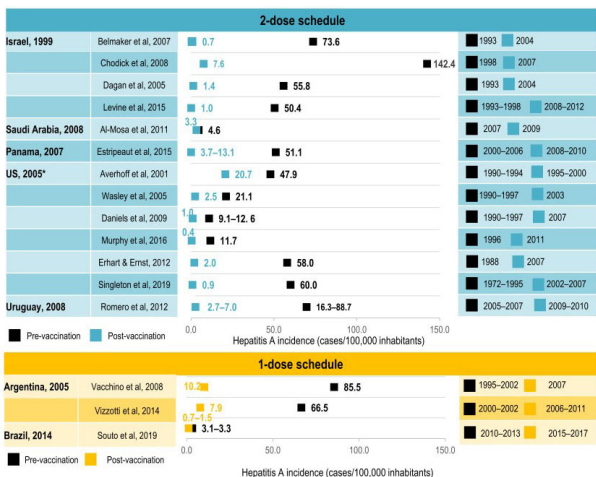 2-dose schedule
Israel, 1999 Belmaker et al, 2007 0.7 73.6 1993 2004
Chodick et al, 2008 7.6 142.4 1998 2007
Dagan et al, 2005 1.4 55.8 1993 2004
Levine et al, 2015 1.0 50.4 1993–1998 2008–2012
Saudi Arabia, 2008 Al-Mosa et al, 2011 3.3 4.6 2007 2009
Panama, 2007 Estripeaut et al, 2015 3.7–13.1 51.1 2000–2006 2008–2010
US, 2005* Averhoff et al, 2001 20.7 47.9 1990–1994 1995–2000
Wasley et al, 2005 2.5 21.1 1990–1997 2003
Daniels et al, 2009 1.0 9.1–12. 6 1990–1997 2007
Murphy et al, 2016 0.4 11.7 1996 2011
Erhart & Ernst, 2012 2.0 58.0 1988 2007
Singleton et al, 2019 0.9 60.0 1972–1995 2002–2007
Uruguay, 2008 Romero et al, 2012 2.7–7.0 16.3–88.7 2005–2007 2009–2010
0.0 50.0 100.0 150.0
Pre-vaccination Post-vaccination Hepatitis A incidence (cases/100,000 inhabitants)
1-dose schedule
Argentina, 2005 Vacchino et al, 2008 10.2 85.5 1995–2002 2007
Vizzotti et al, 2014 7.9 66.5 2000–2002 2006–2011
Brazil, 2014 Souto et al, 2019 0.7–1.5 3.1–3.3 2010–2013 2015–2017
Pre-vaccination Post-vaccination 0.0 50.0 100.0 150.0
Hepatitis A incidence (cases/100,000 inhabitants)